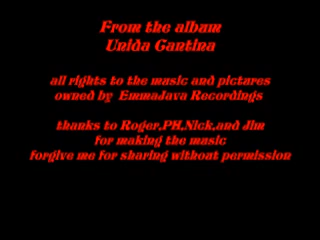 From the album
Unida Cantina
all rights to the music and pictures
owned by EmmaJava Recordings
thanks to Roger,PH,Nick,and Jim
for making the music
forgive me for sharing without permission